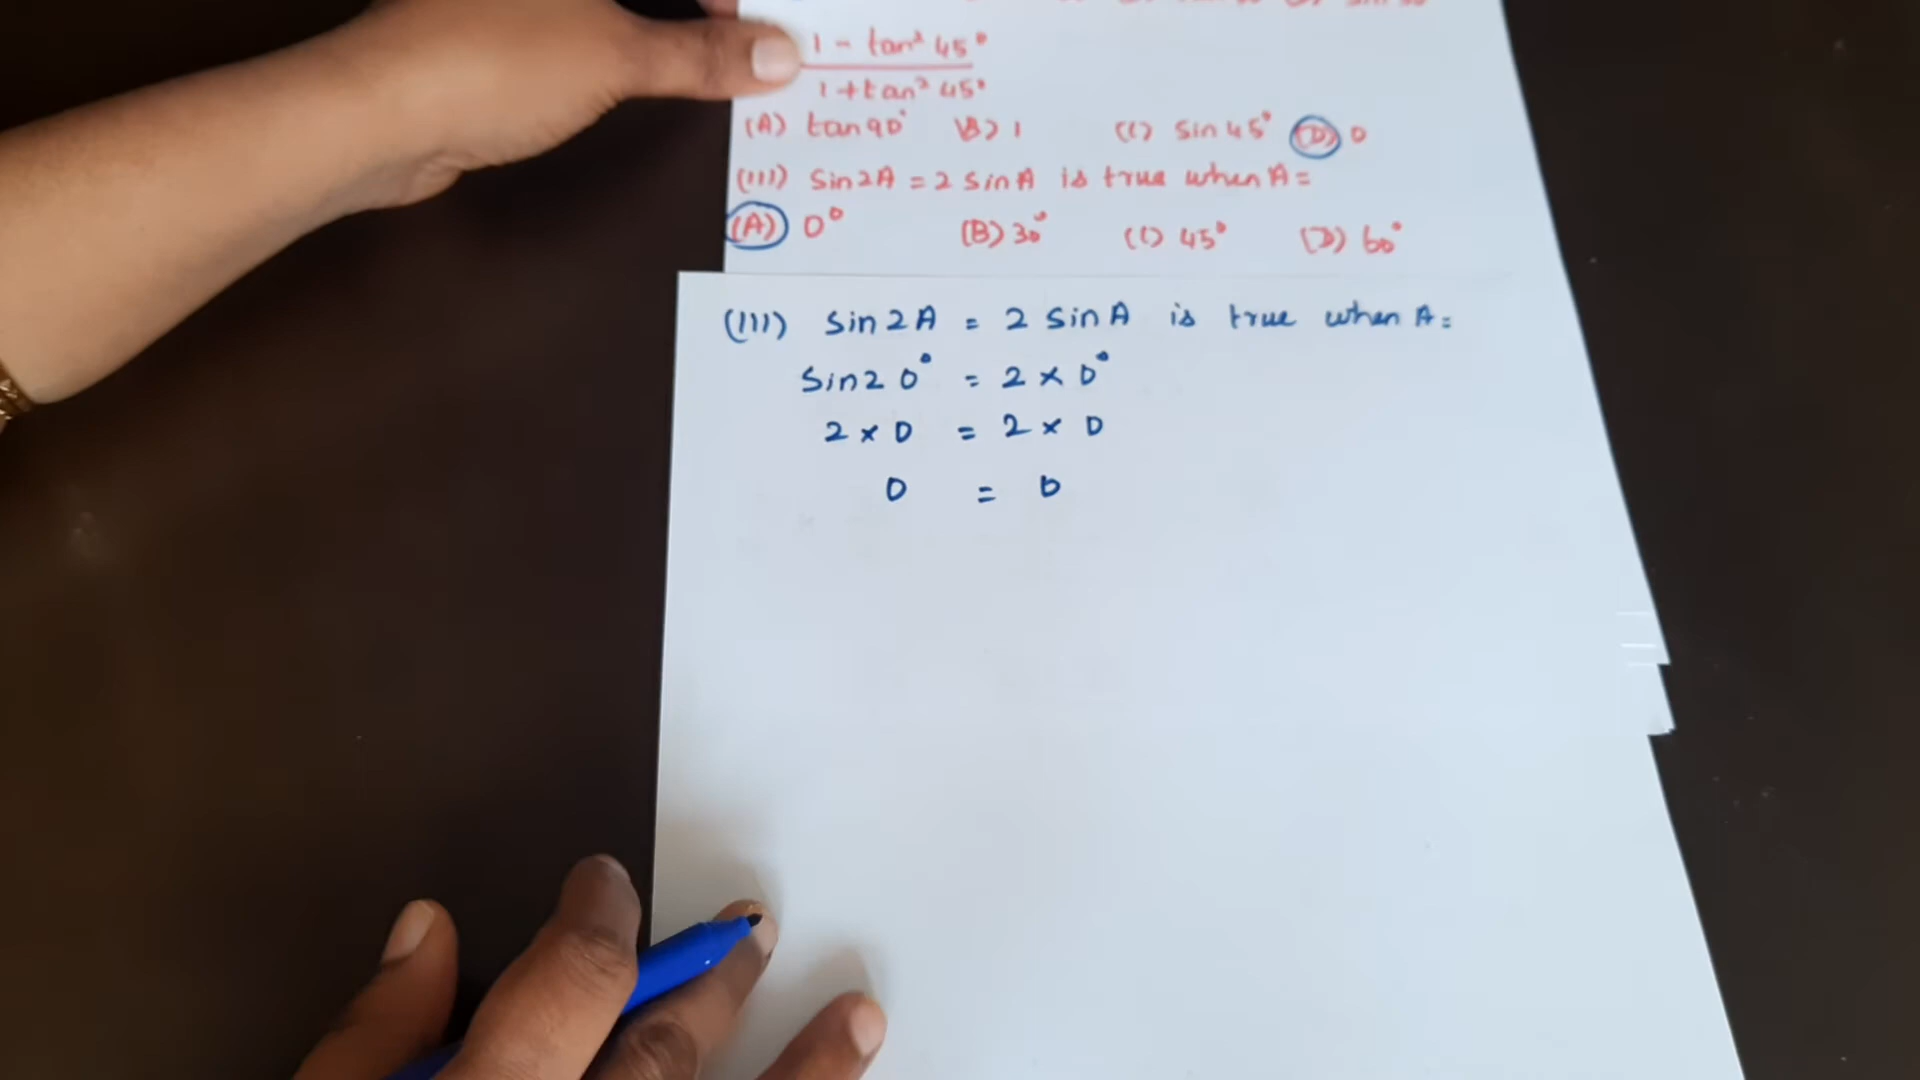 1 - tan² 45°
1 + tan² 45°
(A) tan 90° (B) 1 (C) sin 45° (D) 0
(III) Sin 2A = 2 sin A is true when A =
(A) 0° (B) 30° (C) 45° (D) 60°
(III) Sin 2A = 2 Sin A is true when A =
Sin 2 0° = 2 × 0°
2 × 0 = 2 × 0
0 = 0